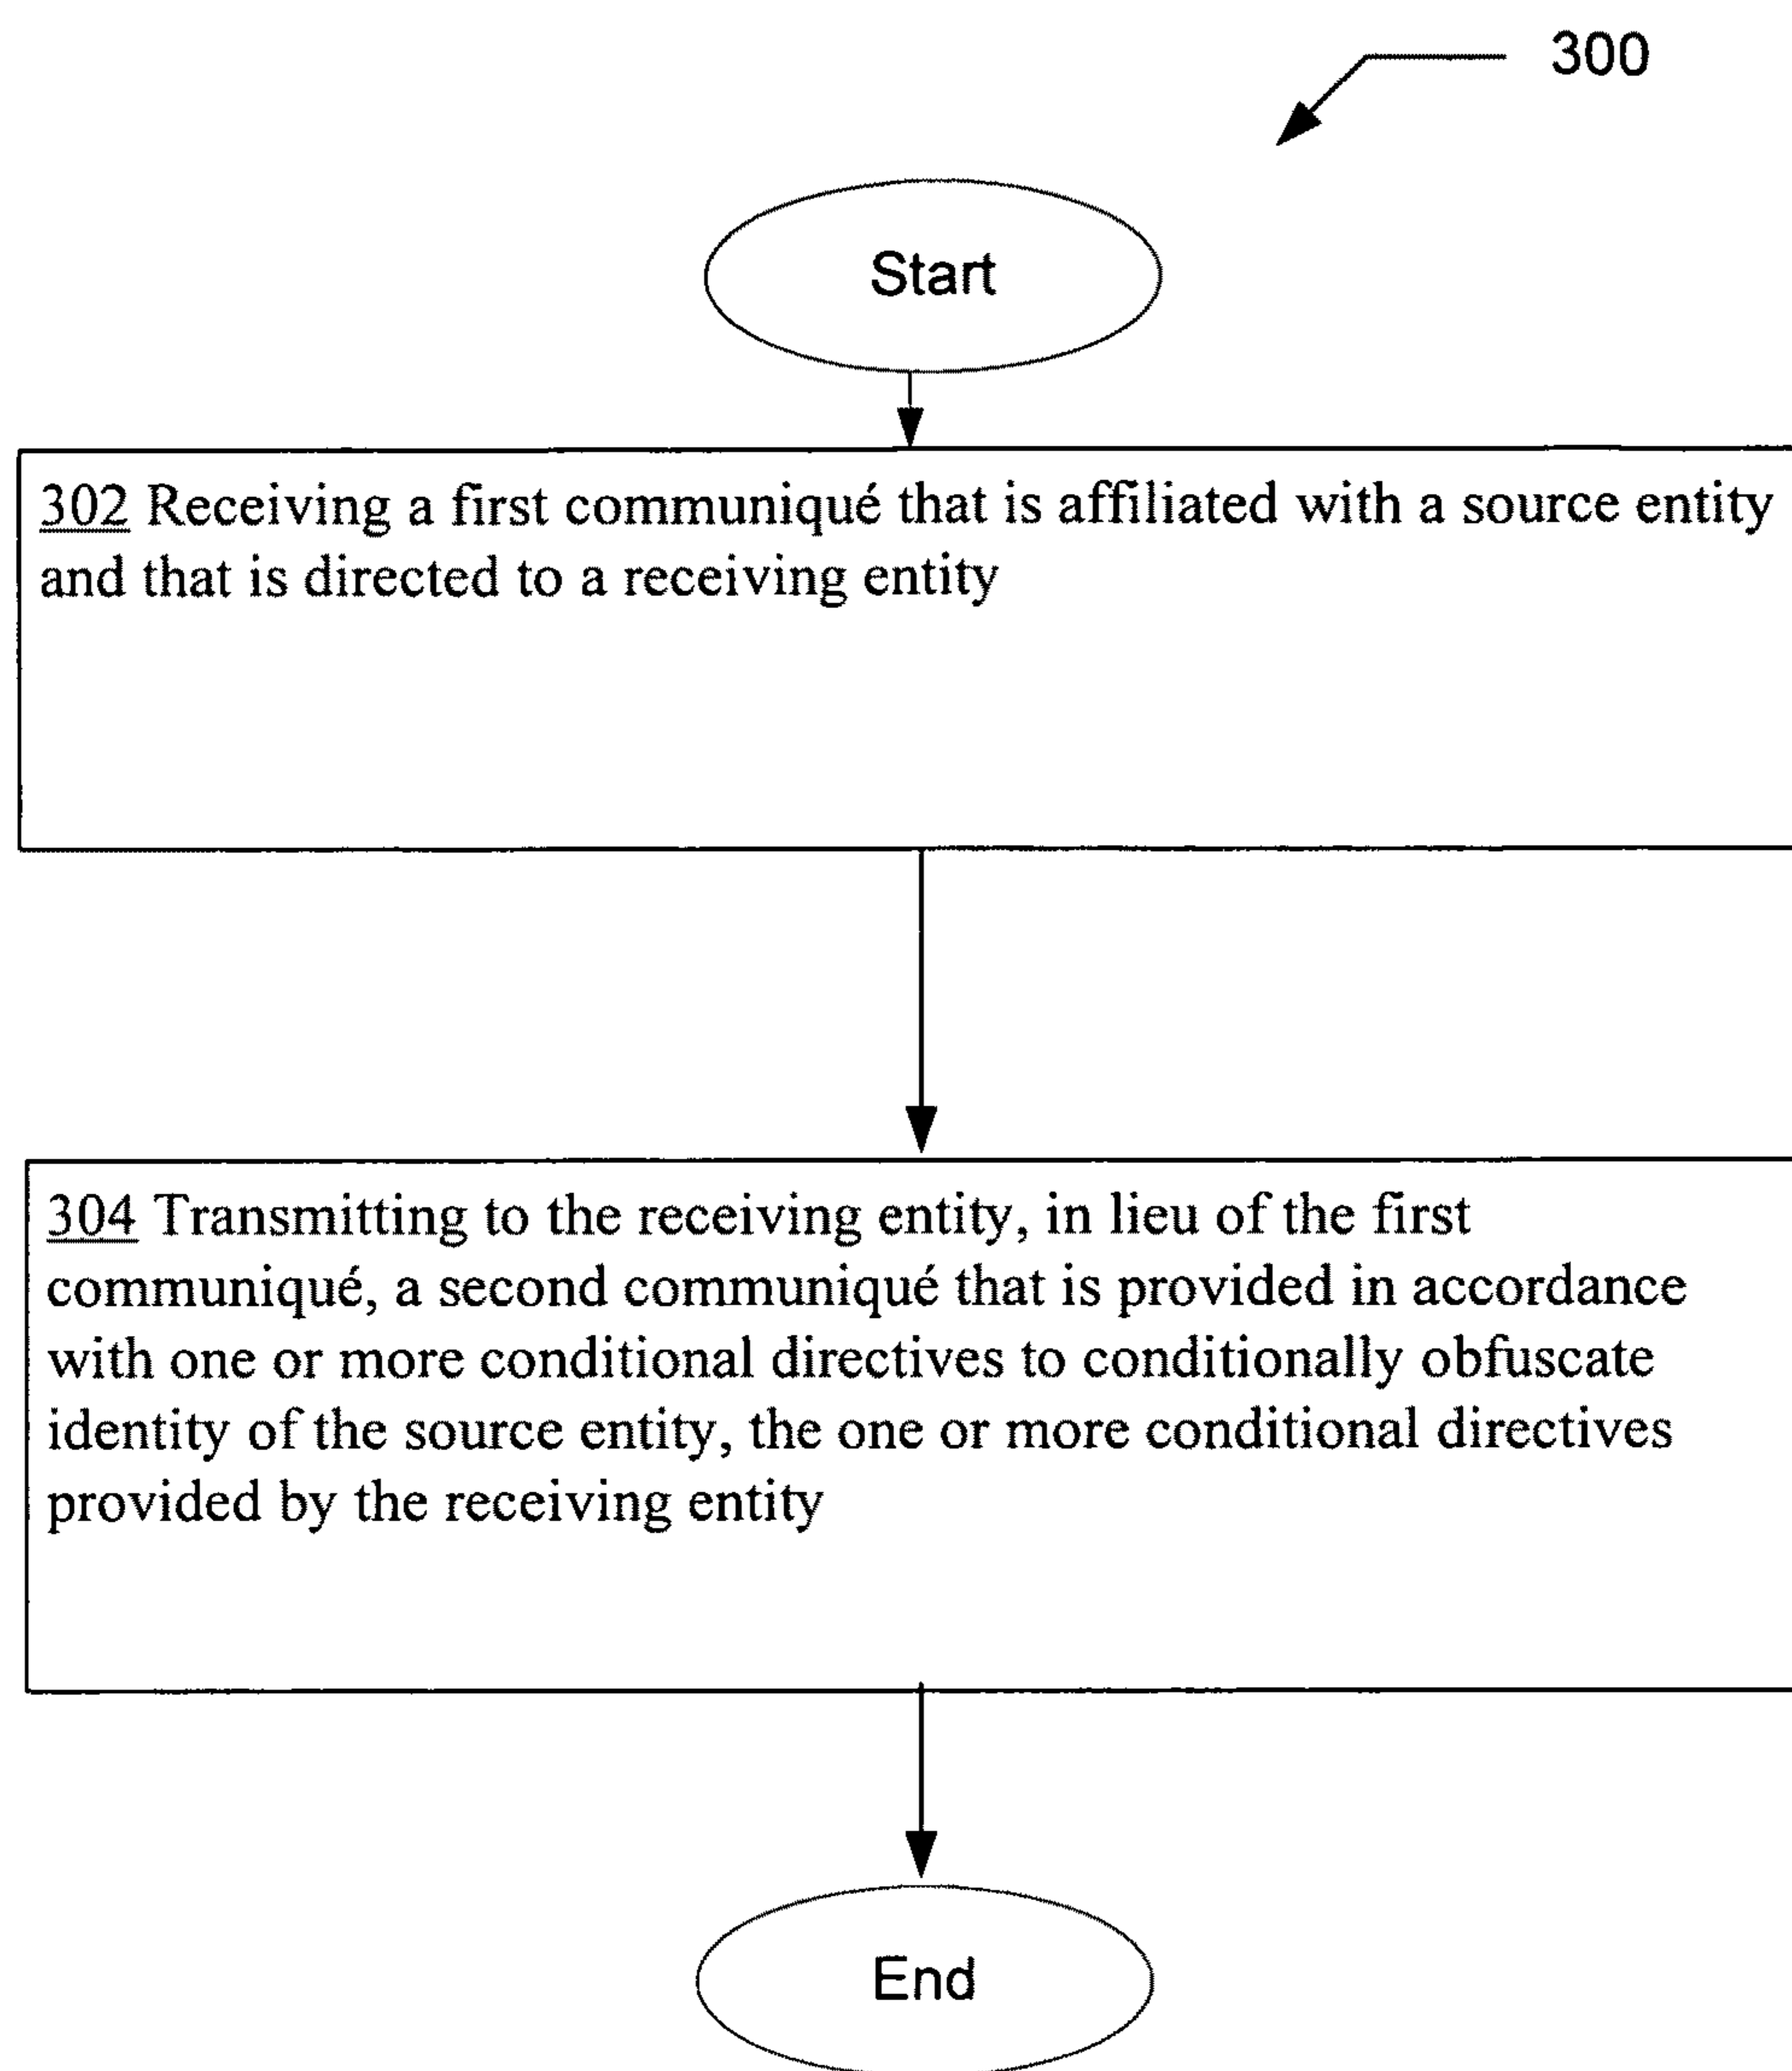 300
Start
302 Receiving a first communiqué that is affiliated with a source entity
and that is directed to a receiving entity
304 Transmitting to the receiving entity, in lieu of the first
communiqué, a second communiqué that is provided in accordance
with one or more conditional directives to conditionally obfuscate
identity of the source entity, the one or more conditional directives
provided by the receiving entity
End